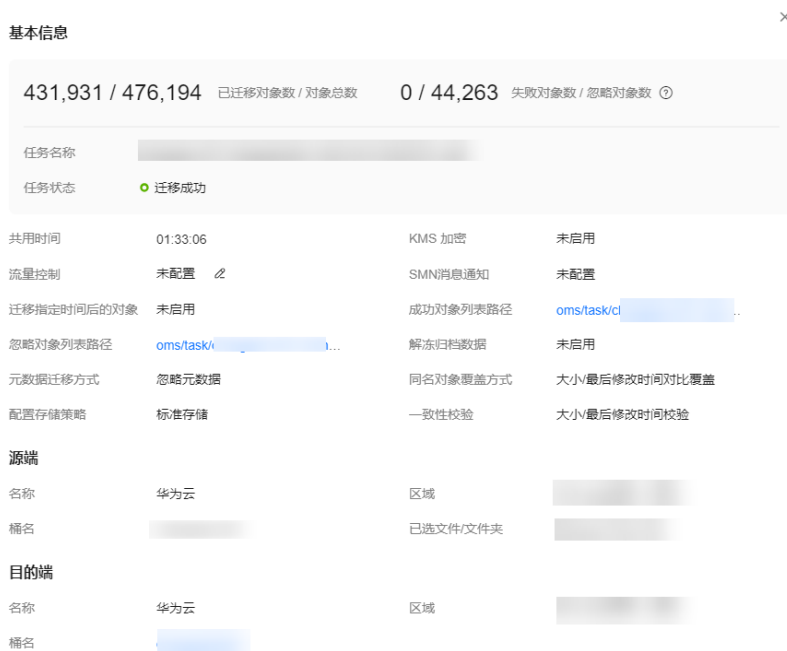 基本信息
431,931 / 476,194 已迁移对象数 / 对象总数 0 / 44,263 失败对象数 / 忽略对象数
任务名称
任务状态 迁移成功
共用时间 01:33:06 KMS 加密 未启用
流量控制 未配置 SMN消息通知 未配置
迁移指定时间后的对象 未启用 成功对象列表路径 oms/task/cl...
忽略对象列表路径 oms/task/... 解冻归档数据 未启用
元数据迁移方式 忽略元数据 同名对象覆盖方式 大小/最后修改时间对比覆盖
配置存储策略 标准存储 一致性校验 大小/最后修改时间校验
源端
名称 华为云 区域
桶名 已选文件/文件夹
目的端
名称 华为云 区域
桶名